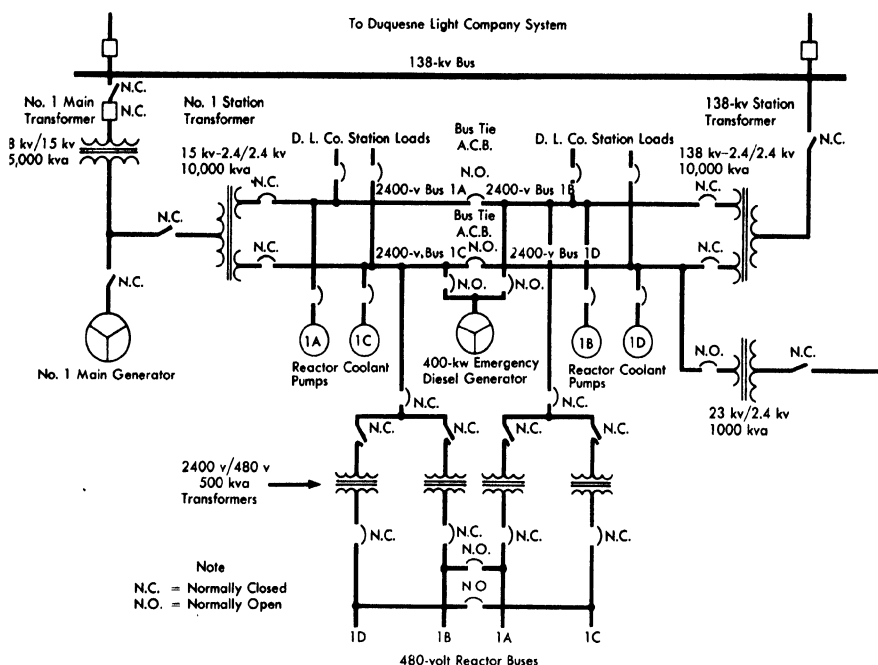 To Duquesne Light Company System
138-kv Bus
N.C.
No. 1 Main
Transformer
N.C.
No. 1 Station
Transformer
138-kv Station
Transformer
N.C.
8 kv/15 kv
5,000 kva
15 kv-2.4/2.4 kv
10,000 kva
D. L. Co. Station Loads
Bus Tie
A.C.B.
N.O.
D. L. Co. Station Loads
138 kv-2.4/2.4 kv
10,000 kva
N.C.
2400-v Bus 1A
2400-v Bus 1B
N.C.
N.C.
N.C.
Bus Tie
A.C.B.
2400-v Bus 1C
N.O.
2400-v Bus 1D
N.C.
N.C.
N.O.
N.O.
1A
1C
1B
1D
No. 1 Main Generator
Reactor Coolant
Pumps
400-kw Emergency
Diesel Generator
Reactor Coolant
Pumps
N.O.
N.C.
23 kv/2.4 kv
1000 kva
N.C.
N.C.
N.C.
N.C.
N.C.
N.C.
2400 v/480 v
500 kva
Transformers
N.C.
N.C.
N.C.
N.C.
N.O.
N O
Note
N.C. = Normally Closed
N.O. = Normally Open
1D
1B
1A
1C
480-volt Reactor Buses